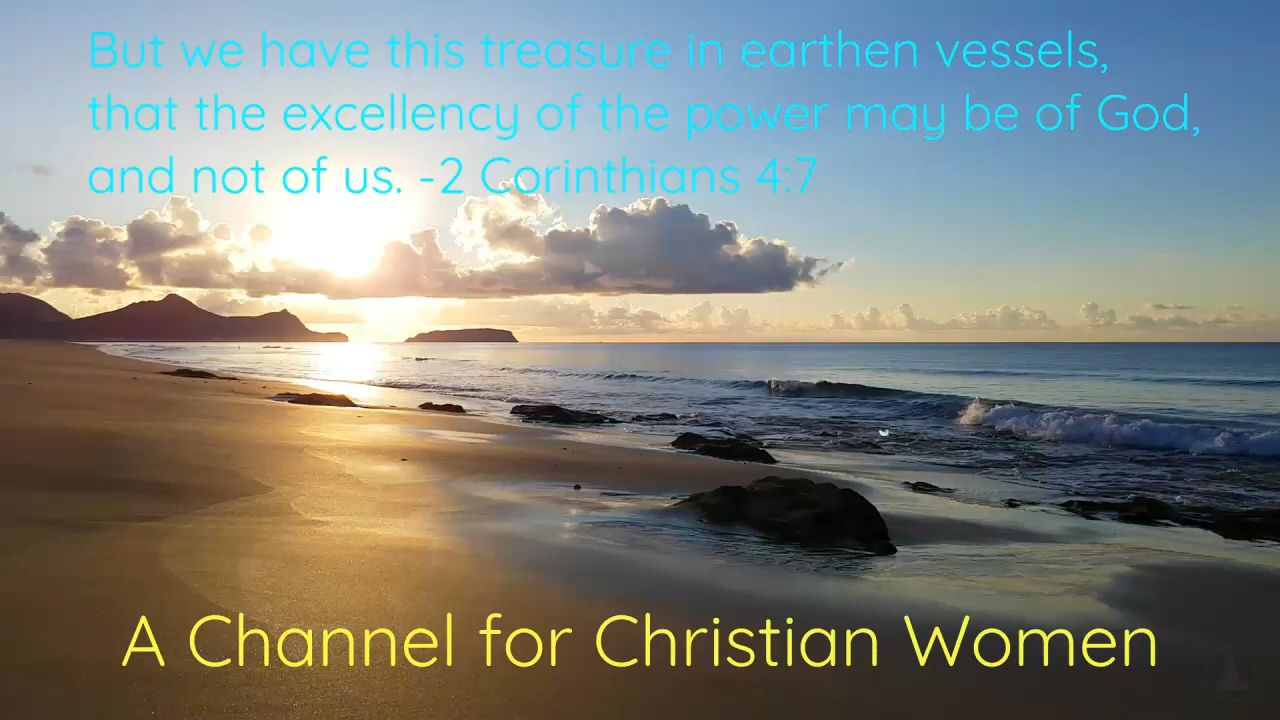 But we have this treasure in earthen vessels,
that the excellency of the power may be of God,
and not of us. -2 Corinthians 4:7
A Channel for Christian Women